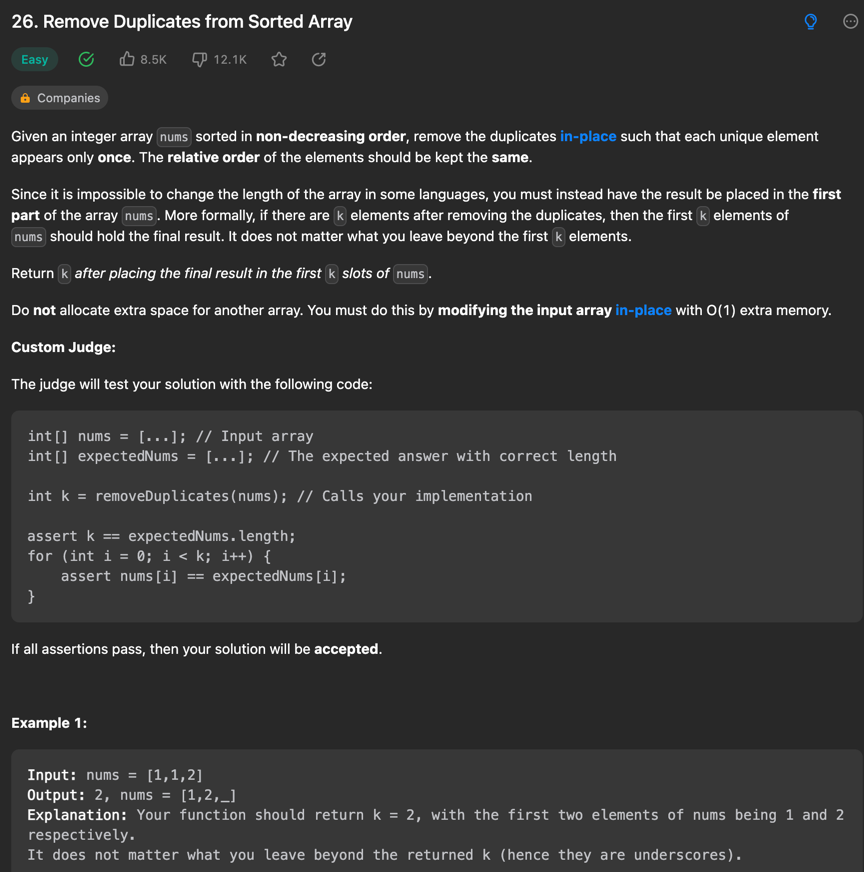 26. Remove Duplicates from Sorted Array
Easy 8.5K 12.1K
Companies
Given an integer array nums sorted in non-decreasing order, remove the duplicates in-place such that each unique element
appears only once. The relative order of the elements should be kept the same.
Since it is impossible to change the length of the array in some languages, you must instead have the result be placed in the first
part of the array nums. More formally, if there are k elements after removing the duplicates, then the first k elements of
nums should hold the final result. It does not matter what you leave beyond the first k elements.
Return k after placing the final result in the first k slots of nums.
Do not allocate extra space for another array. You must do this by modifying the input array in-place with O(1) extra memory.
Custom Judge:
The judge will test your solution with the following code:
int[] nums = [...]; // Input array
int[] expectedNums = [...]; // The expected answer with correct length
int k = removeDuplicates(nums); // Calls your implementation
assert k == expectedNums.length;
for (int i = 0; i < k; i++) {
    assert nums[i] == expectedNums[i];
}
If all assertions pass, then your solution will be accepted.
Example 1:
Input: nums = [1,1,2]
Output: 2, nums = [1,2,_]
Explanation: Your function should return k = 2, with the first two elements of nums being 1 and 2
respectively.
It does not matter what you leave beyond the returned k (hence they are underscores).